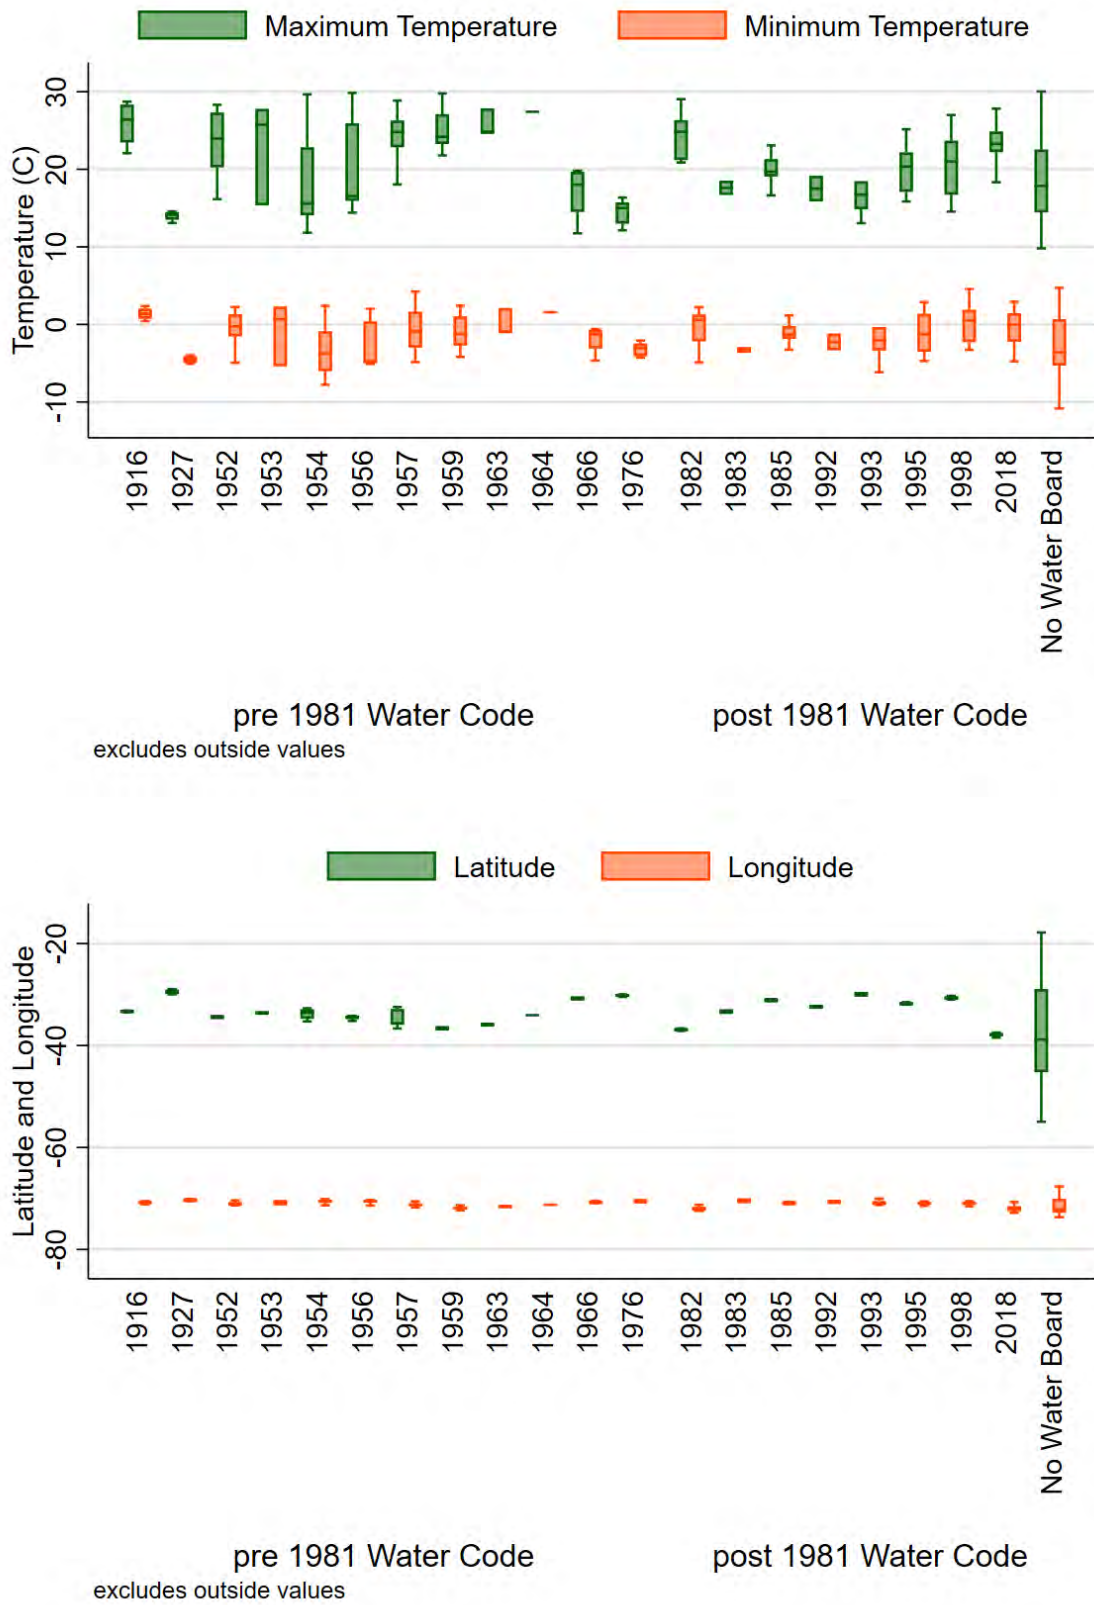 Maximum Temperature Minimum Temperature
Temperature (C)
30
20
10
0
-10
1916 1927 1952 1953 1954 1956 1957 1959 1963 1964 1966 1976 1982 1983 1985 1992 1993 1995 1998 2018 No Water Board
pre 1981 Water Code post 1981 Water Code
excludes outside values
Latitude Longitude
Latitude and Longitude
-20
-40
-60
-80
1916 1927 1952 1953 1954 1956 1957 1959 1963 1964 1966 1976 1982 1983 1985 1992 1993 1995 1998 2018 No Water Board
pre 1981 Water Code post 1981 Water Code
excludes outside values